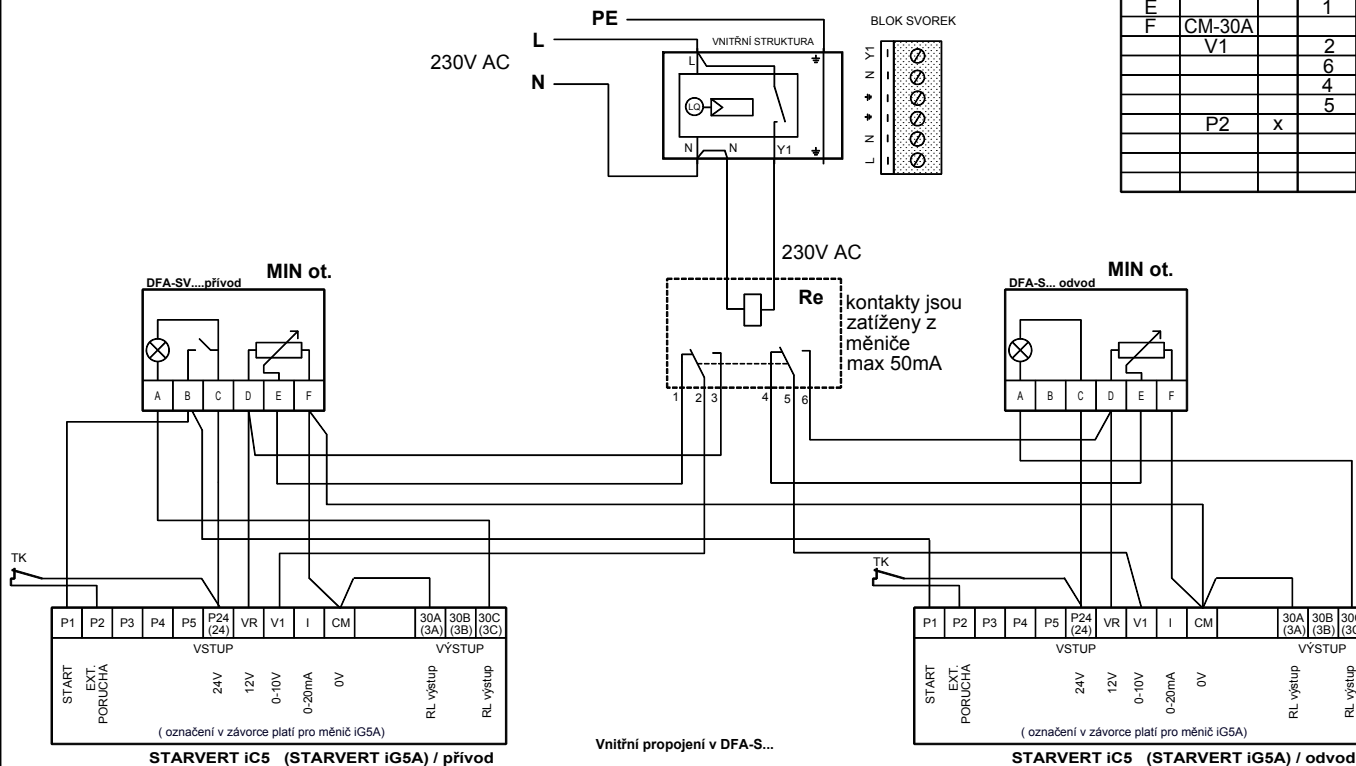 PE
L
230V AC
N
VNITŘNÍ STRUKTURA
L
LQ
N N Y1
BLOK SVOREK
Y1
N
N
L
E 1
F CM-30A
V1 2
6
4
5
P2 x
230V AC
Re
kontakty jsou
zatíženy z
měniče
max 50mA
1 2 3 4 5 6
MIN ot.
DFA-SV....přívod
A B C D E F
MIN ot.
DFA-S... odvod
A B C D E F
TK
P1 P2 P3 P4 P5 P24 (24) VR V1 I CM 30A (3A) 30B (3B) 30C (3C)
VSTUP VÝSTUP
START
EXT. PORUCHA
24V
12V
0-10V
0-20mA
0V
RL výstup
RL výstup
( označení v závorce platí pro měnič iG5A)
STARVERT iC5 (STARVERT iG5A) / přívod
Vnitřní propojení v DFA-S...
TK
P1 P2 P3 P4 P5 P24 (24) VR V1 I CM 30A (3A) 30B (3B)
VSTUP VÝSTUP
START
EXT. PORUCHA
24V
12V
0-10V
0-20mA
0V
RL výstup
RL výstup
( označení v závorce platí pro měnič iG5A)
STARVERT iC5 (STARVERT iG5A) / odvod